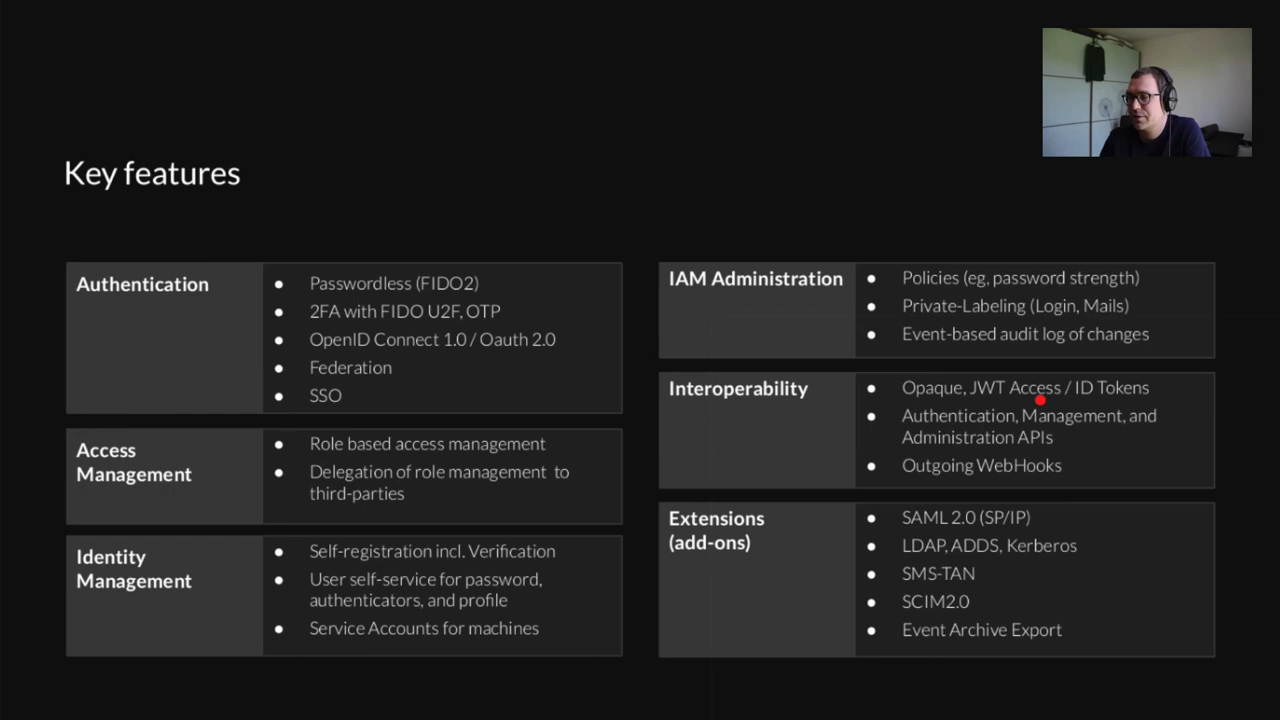 Key features
Authentication
Passwordless (FIDO2)
2FA with FIDO U2F, OTP
OpenID Connect 1.0 / Oauth 2.0
Federation
SSO
Access
Management
Role based access management
Delegation of role management to
third-parties
Identity
Management
Self-registration incl. Verification
User self-service for password,
authenticators, and profile
Service Accounts for machines
IAM Administration
Policies (eg, password strength)
Private-Labeling (Login, Mails)
Event-based audit log of changes
Interoperability
Opaque, JWT Access / ID Tokens
Authentication, Management, and
Administration APIs
Outgoing WebHooks
Extensions
(add-ons)
SAML 2.0 (SP/IP)
LDAP, ADDS, Kerberos
SMS-TAN
SCIM2.0
Event Archive Export